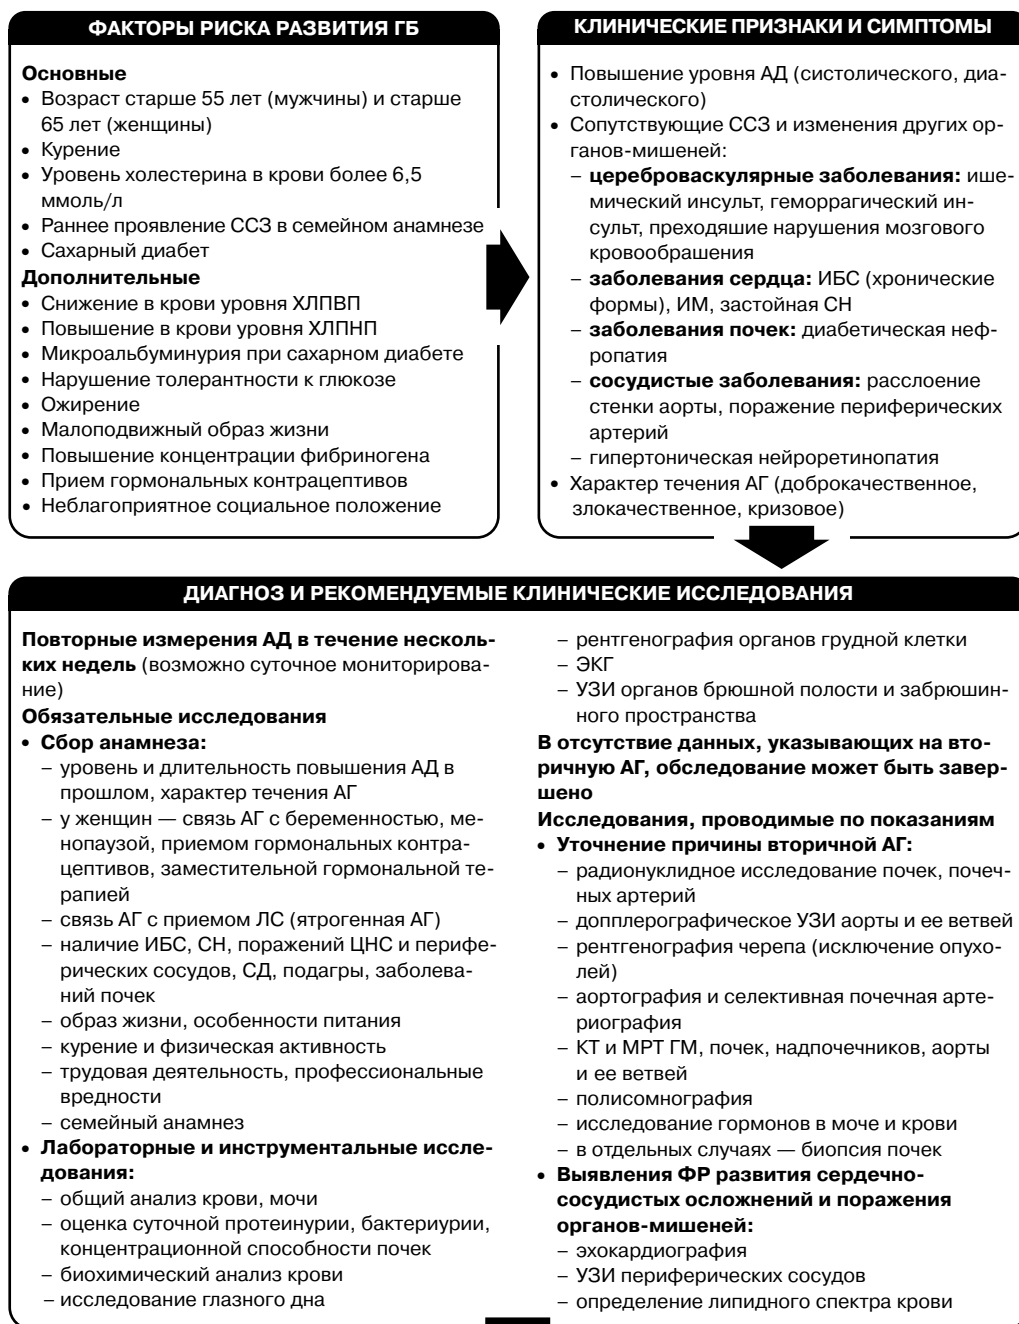 ФАКТОРЫ РИСКА РАЗВИТИЯ ГБ
Основные
• Возраст старше 55 лет (мужчины) и старше
65 лет (женщины)
• Курение
• Уровень холестерина в крови более 6,5
ммоль/л
• Раннее проявление ССЗ в семейном анамнезе
• Сахарный диабет
Дополнительные
• Снижение в крови уровня ХЛПВП
• Повышение в крови уровня ХЛПНП
• Микроальбуминурия при сахарном диабете
• Нарушение толерантности к глюкозе
• Ожирение
• Малоподвижный образ жизни
• Повышение концентрации фибриногена
• Прием гормональных контрацептивов
• Неблагоприятное социальное положение
КЛИНИЧЕСКИЕ ПРИЗНАКИ И СИМПТОМЫ
• Повышение уровня АД (систолического, диа-
столического)
• Сопутствующие ССЗ и изменения других ор-
ганов-мишеней:
– цереброваскулярные заболевания: ише-
мический инсульт, геморрагический ин-
сульт, преходяшие нарушения мозгового
кровообрашения
– заболевания сердца: ИБС (хронические
формы), ИМ, застойная СН
– заболевания почек: диабетическая неф-
ропатия
– сосудистые заболевания: расслоение
стенки аорты, поражение периферических
артерий
– гипертоническая нейроретинопатия
• Характер течения АГ (доброкачественное,
злокачественное, кризовое)
ДИАГНОЗ И РЕКОМЕНДУЕМЫЕ КЛИНИЧЕСКИЕ ИССЛЕДОВАНИЯ
Повторные измерения АД в течение несколь-
ких недель (возможно суточное мониторирова-
ние)
Обязательные исследования
• Сбор анамнеза:
– уровень и длительность повышения АД в
прошлом, характер течения АГ
– у женщин — связь АГ с беременностью, ме-
нопаузой, приемом гормональных контра-
цептивов, заместительной гормональной те-
рапией
– связь АГ с приемом ЛС (ятрогенная АГ)
– наличие ИБС, СН, поражений ЦНС и перифе-
рических сосудов, СД, подагры, заболева-
ний почек
– образ жизни, особенности питания
– курение и физическая активность
– трудовая деятельность, профессиональные
вредности
– семейный анамнез
• Лабораторные и инструментальные иссле-
дования:
– общий анализ крови, мочи
– оценка суточной протеинурии, бактериурии,
концентрационной способности почек
– биохимический анализ крови
– исследование глазного дна
– рентгенография органов грудной клетки
– ЭКГ
– УЗИ органов брюшной полости и забрюшин-
ного пространства
В отсутствие данных, указывающих на вто-
ричную АГ, обследование может быть завер-
шено
Исследования, проводимые по показаниям
• Уточнение причины вторичной АГ:
– радионуклидное исследование почек, почеч-
ных артерий
– допплерографическое УЗИ аорты и ее ветвей
– рентгенография черепа (исключение опухо-
лей)
– аортография и селективная почечная арте-
риография
– КТ и МРТ ГМ, почек, надпочечников, аорты
и ее ветвей
– полисомнография
– исследование гормонов в моче и крови
– в отдельных случаях — биопсия почек
• Выявления ФР развития сердечно-
сосудистых осложнений и поражения
органов-мишеней:
– эхокардиография
– УЗИ периферических сосудов
– определение липидного спектра крови